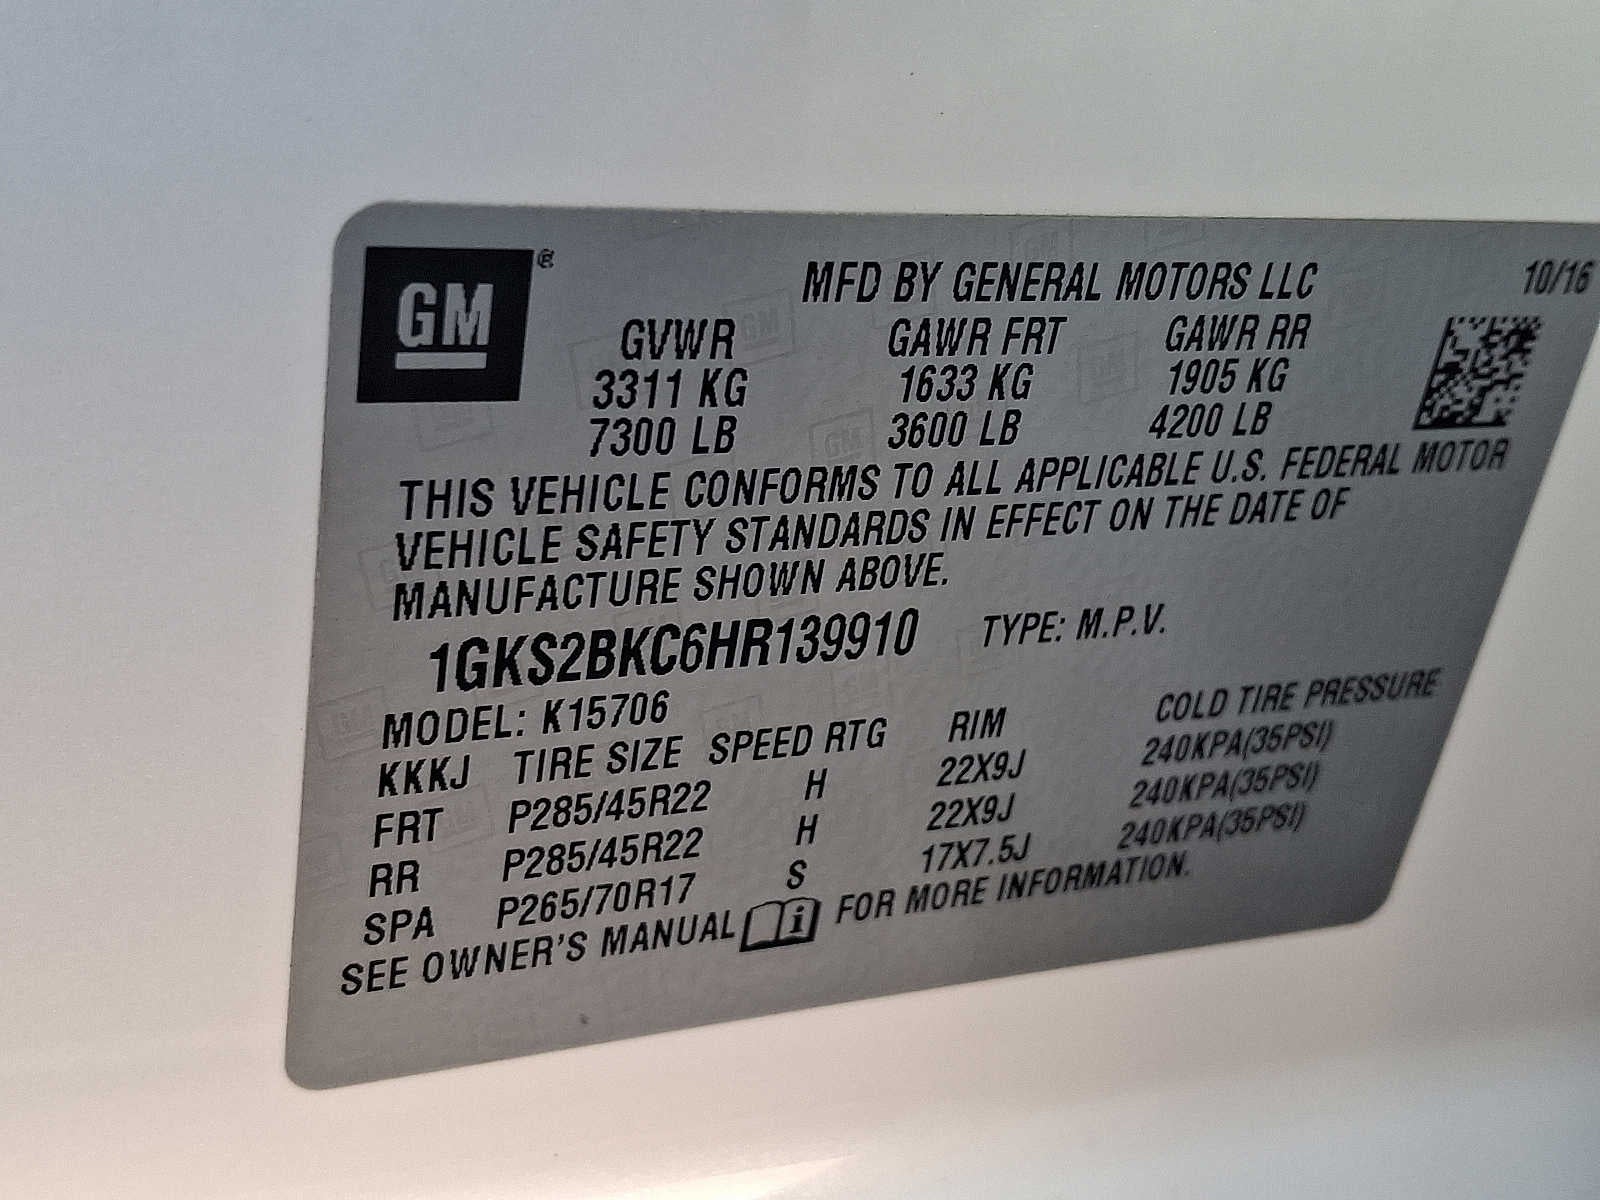 GM ®
MFD BY GENERAL MOTORS LLC 10/16
GVWR GAWR FRT GAWR RR
3311 KG 1633 KG 1905 KG
7300 LB 3600 LB 4200 LB
THIS VEHICLE CONFORMS TO ALL APPLICABLE U.S. FEDERAL MOTOR
VEHICLE SAFETY STANDARDS IN EFFECT ON THE DATE OF
MANUFACTURE SHOWN ABOVE.
1GKS2BKC6HR139910 TYPE: M.P.V.
MODEL: K15706
KKKJ TIRE SIZE SPEED RTG RIM COLD TIRE PRESSURE
FRT P285/45R22 H 22X9J 240KPA(35PSI)
RR P285/45R22 H 22X9J 240KPA(35PSI)
SPA P265/70R17 S 17X7.5J 240KPA(35PSI)
SEE OWNER'S MANUAL i FOR MORE INFORMATION.